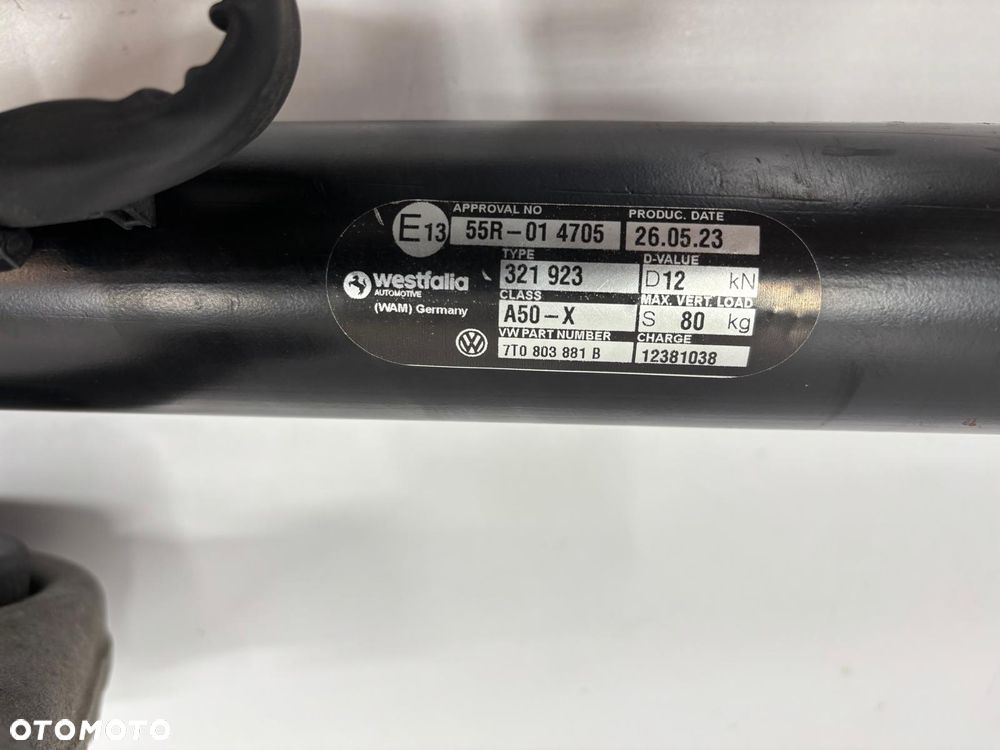 APPROVAL NO PRODUC. DATE
E13 55R-01 4705 26.05.23
TYPE D-VALUE
westfalia 321 923 D12 kN
AUTOMOTIVE CLASS MAX. VERT LOAD
(WAM) Germany A50-X S 80 kg
VW PART NUMBER CHARGE
VW 7T0 803 881 B 12381038
OTOMOTO